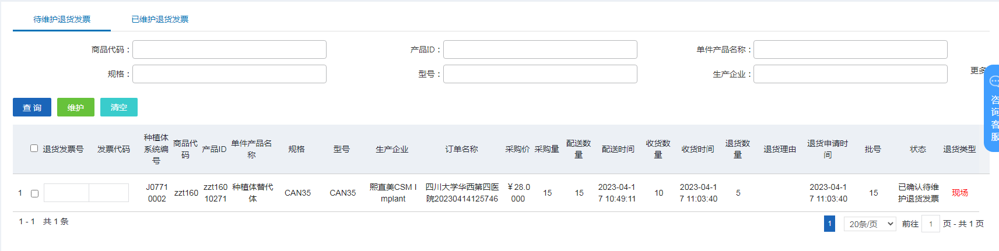 待维护退货发票 已维护退货发票
商品代码： 产品ID： 单件产品名称：
规格： 型号： 生产企业： 更多
查 询 维护 清空
咨询客服
退货发票号 发票代码 种植体系统编号 商品代码 产品ID 单件产品名称 规格 型号 生产企业 订单名称 采购价 采购量 配送数量 配送时间 收货数量 收货时间 退货数量 退货理由 退货申请时间 批号 状态 退货类型
1 J07710002 zzt160 zzt16010271 种植体替代体 CAN35 CAN35 熙直美CSM Implant 四川大学华西第四医院20230414125746 ￥28.0000 15 15 2023-04-17 10:49:11 10 2023-04-17 11:03:40 5 2023-04-17 11:03:40 15 已确认待维护退货发票 现场
1 - 1 共 1 条 1 20条/页 前往 1 页 - 共 1 页